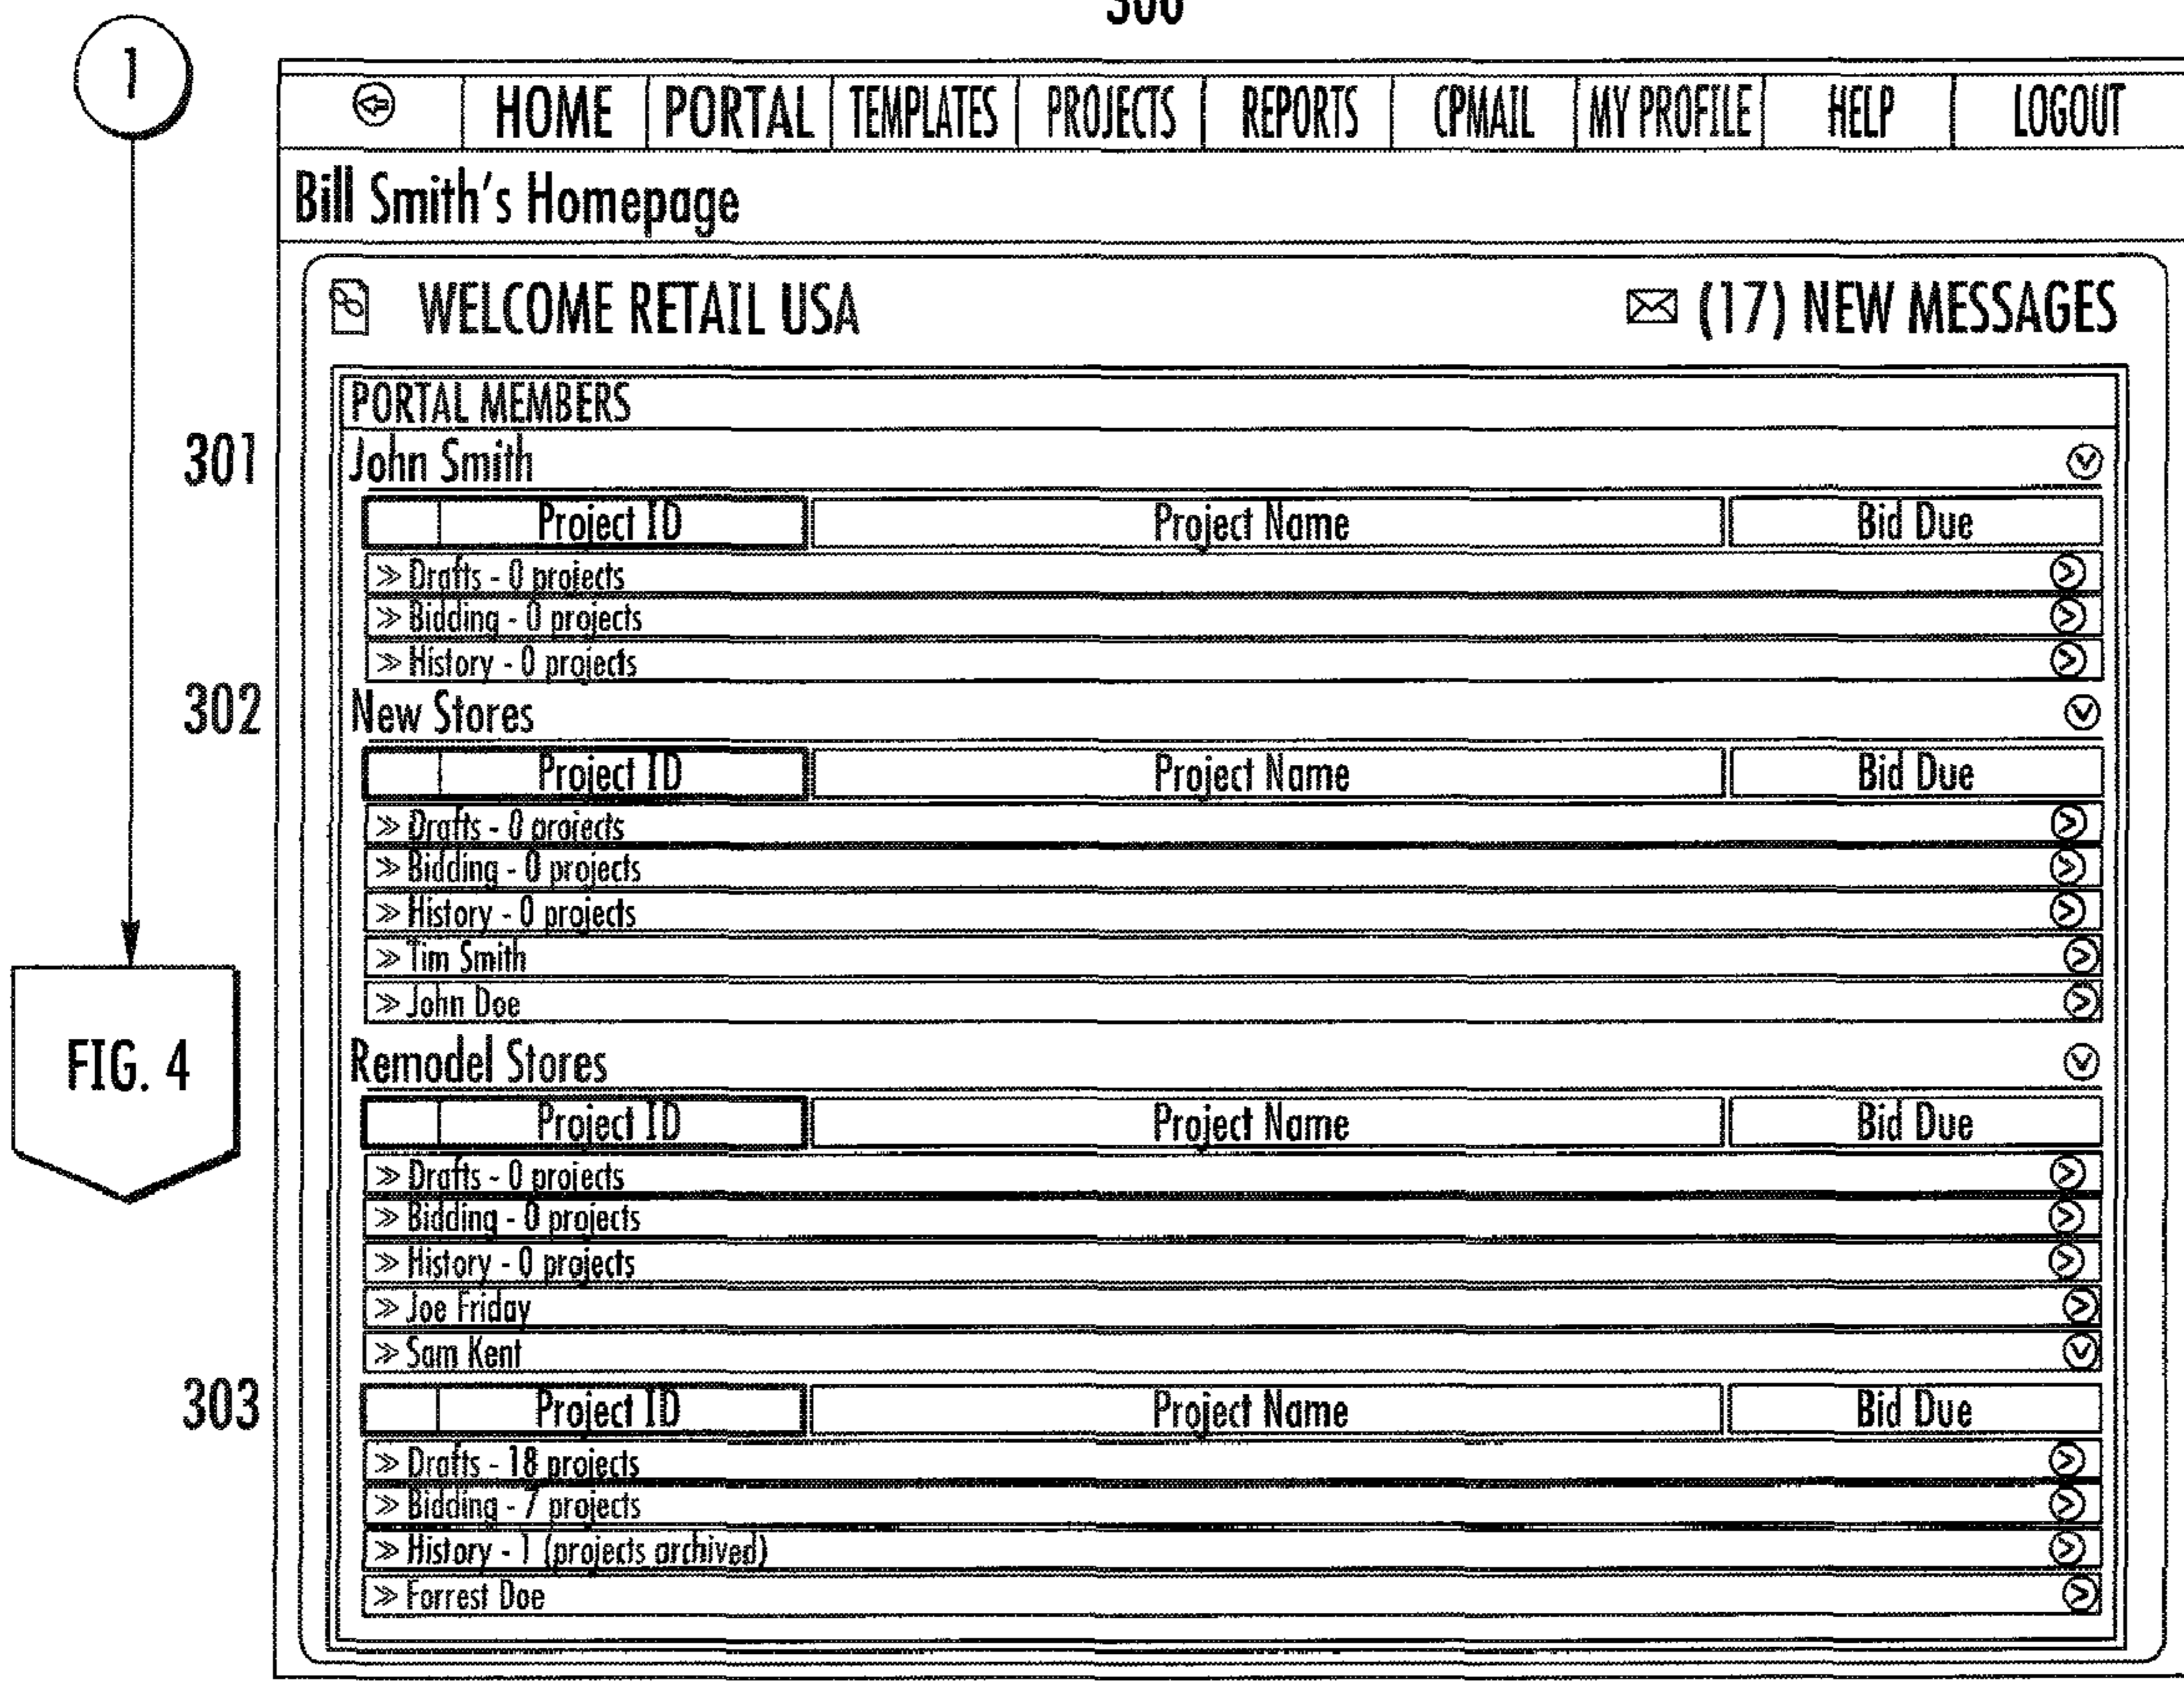 300
1
HOME PORTAL TEMPLATES PROJECTS REPORTS CPMAIL MY PROFILE HELP LOGOUT
Bill Smith's Homepage
WELCOME RETAIL USA (17) NEW MESSAGES
PORTAL MEMBERS
301 John Smith
Project ID Project Name Bid Due
>> Drafts - 0 projects
>> Bidding - 0 projects
>> History - 0 projects
302 New Stores
Project ID Project Name Bid Due
>> Drafts - 0 projects
>> Bidding - 0 projects
>> History - 0 projects
>> Tim Smith
>> John Doe
FIG. 4
Remodel Stores
Project ID Project Name Bid Due
>> Drafts - 0 projects
>> Bidding - 0 projects
>> History - 0 projects
>> Joe Friday
>> Sam Kent
303 Project ID Project Name Bid Due
>> Drafts - 18 projects
>> Bidding - 7 projects
>> History - 1 (projects archived)
>> Forrest Doe